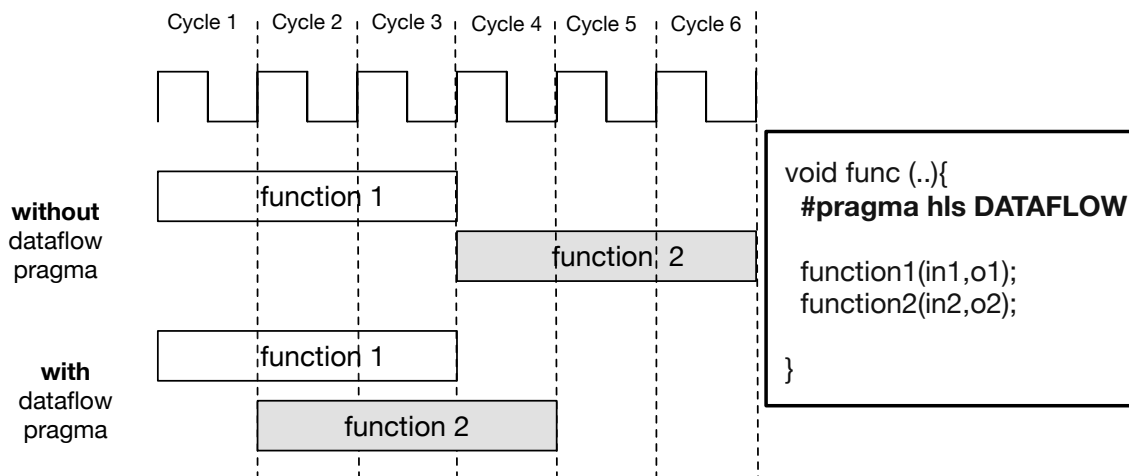 Cycle 1 Cycle 2 Cycle 3 Cycle 4 Cycle 5 Cycle 6
function 1
without
dataflow
pragma
function 2
function 1
with
dataflow
pragma
function 2
void func (..){
#pragma hls DATAFLOW
function1(in1,o1);
function2(in2,o2);
}